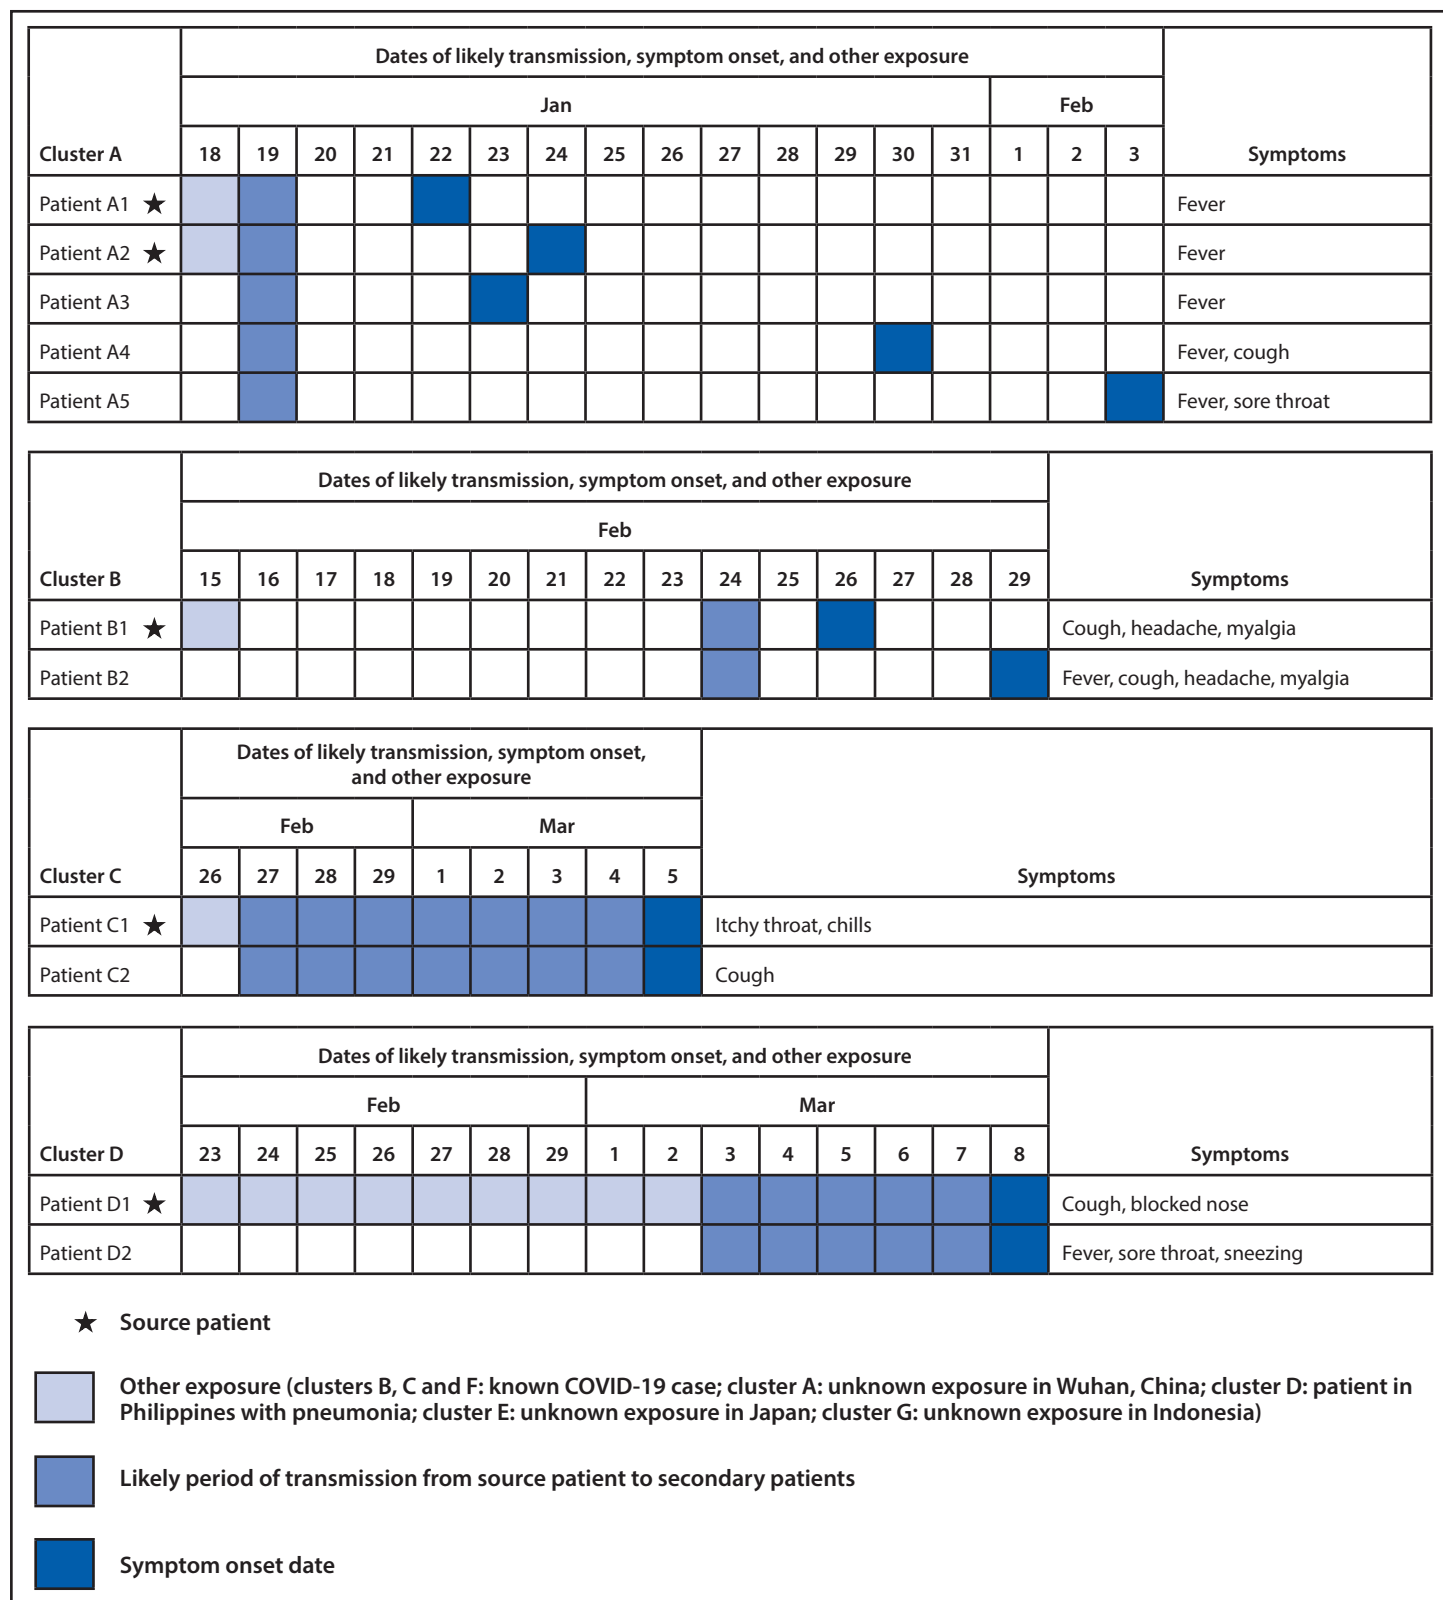 Dates of likely transmission, symptom onset, and other exposure
Jan Feb
Cluster A 18 19 20 21 22 23 24 25 26 27 28 29 30 31 1 2 3 Symptoms
Patient A1 ★ Fever
Patient A2 ★ Fever
Patient A3 Fever
Patient A4 Fever, cough
Patient A5 Fever, sore throat
Dates of likely transmission, symptom onset, and other exposure
Feb
Cluster B 15 16 17 18 19 20 21 22 23 24 25 26 27 28 29 Symptoms
Patient B1 ★ Cough, headache, myalgia
Patient B2 Fever, cough, headache, myalgia
Dates of likely transmission, symptom onset,
and other exposure
Feb Mar
Cluster C 26 27 28 29 1 2 3 4 5 Symptoms
Patient C1 ★ Itchy throat, chills
Patient C2 Cough
Dates of likely transmission, symptom onset, and other exposure
Feb Mar
Cluster D 23 24 25 26 27 28 29 1 2 3 4 5 6 7 8 Symptoms
Patient D1 ★ Cough, blocked nose
Patient D2 Fever, sore throat, sneezing
★ Source patient
Other exposure (clusters B, C and F: known COVID-19 case; cluster A: unknown exposure in Wuhan, China; cluster D: patient in
Philippines with pneumonia; cluster E: unknown exposure in Japan; cluster G: unknown exposure in Indonesia)
Likely period of transmission from source patient to secondary patients
Symptom onset date